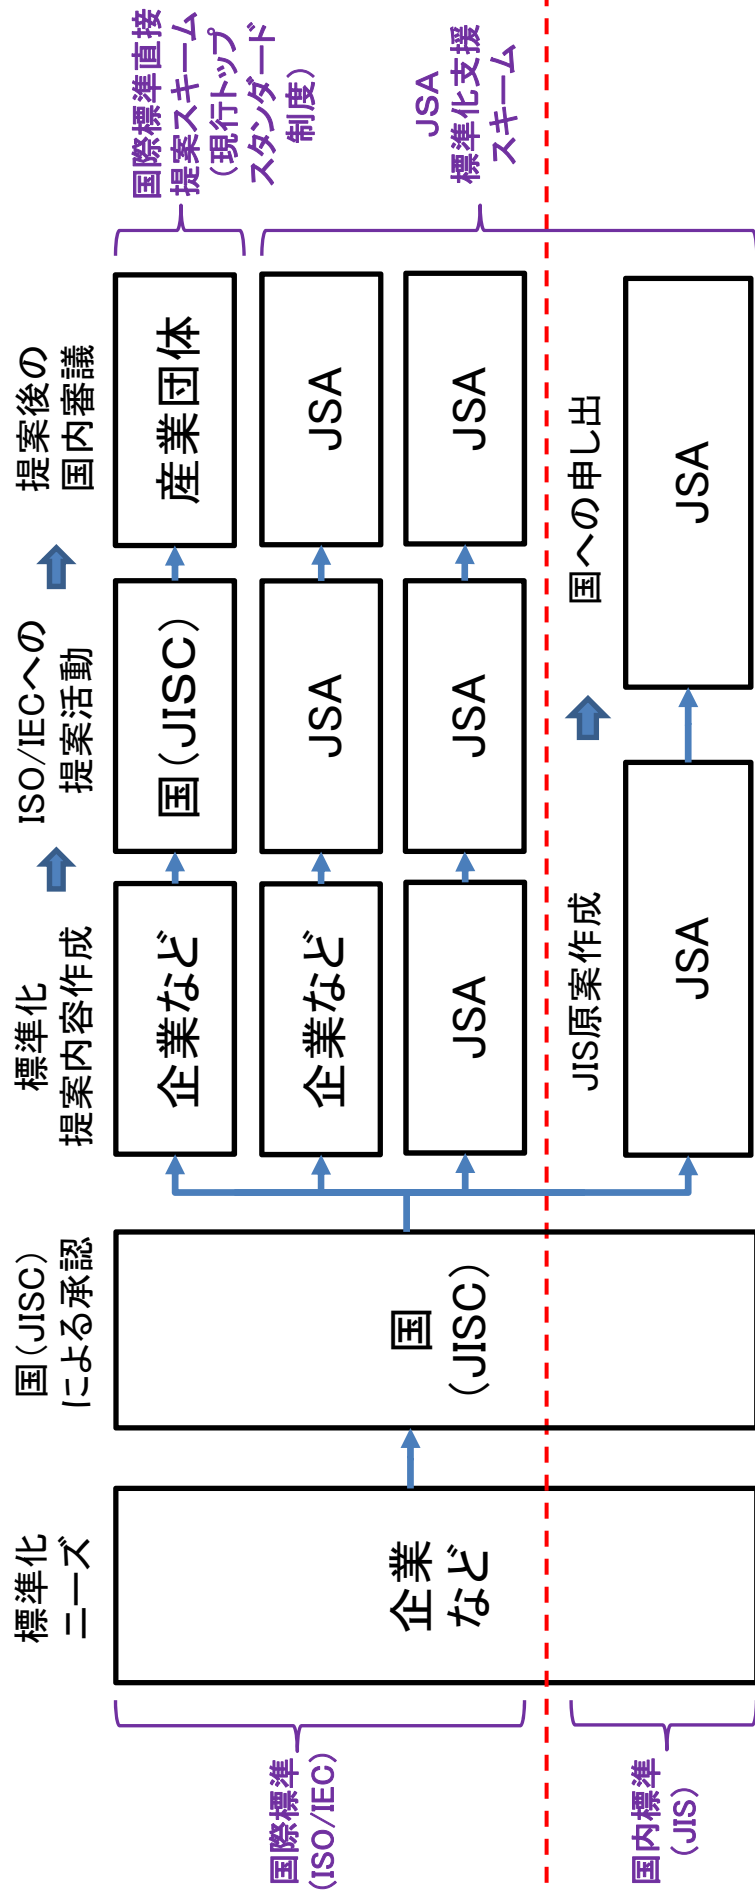 標準化
ニーズ
国(JISC)
による承認
標準化
提案内容作成
ISO/IECへの
提案活動
提案後の
国内審議
国際標準
(ISO/IEC)
企業
など
国
(JISC)
企業など
国(JISC)
産業団体
国際標準直接
提案スキーム
(現行トップ
スタンダード
制度)
企業など
JSA
JSA
JSA
JSA
JSA
JSA
標準化支援
スキーム
国内標準
(JIS)
JIS原案作成
国への申し出
JSA
JSA